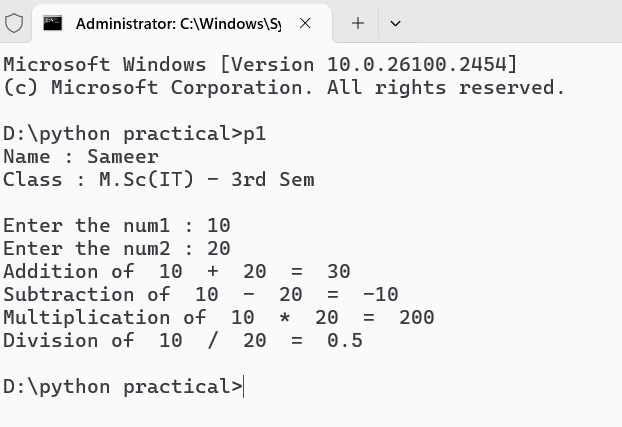 Administrator: C:\Windows\Sy
Microsoft Windows [Version 10.0.26100.2454]
(c) Microsoft Corporation. All rights reserved.
D:\python practical>p1
Name : Sameer
Class : M.Sc(IT) - 3rd Sem
Enter the num1 : 10
Enter the num2 : 20
Addition of  10  +  20  =  30
Subtraction of  10  -  20  =  -10
Multiplication of  10  *  20  =  200
Division of  10  /  20  =  0.5
D:\python practical>